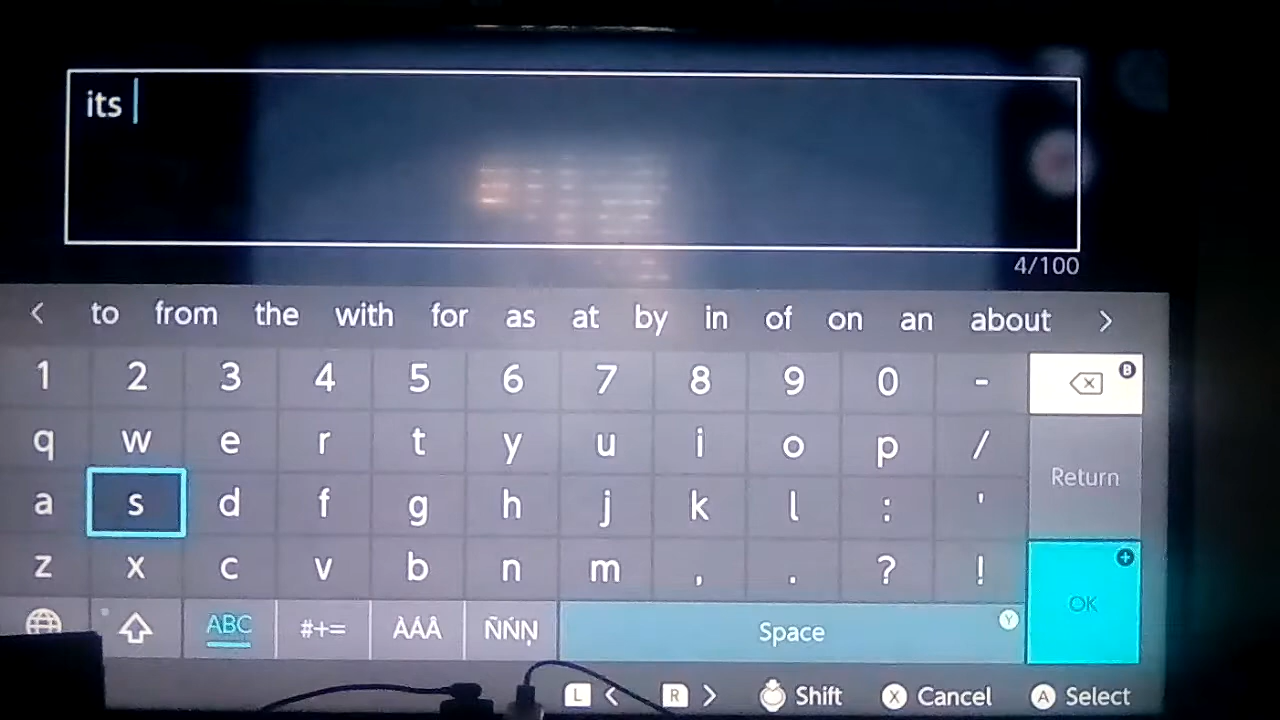 its
4/100
< to from the with for as at by in of on an about >
1 2 3 4 5 6 7 8 9 0 - B
q w e r t y u i o p / Return
a s d f g h j k l : '
z x c v b n m , . ? ! +
ABC #+= ÀÁÂ ÑŃŅ Space Y OK
L < R > Shift X Cancel A Select